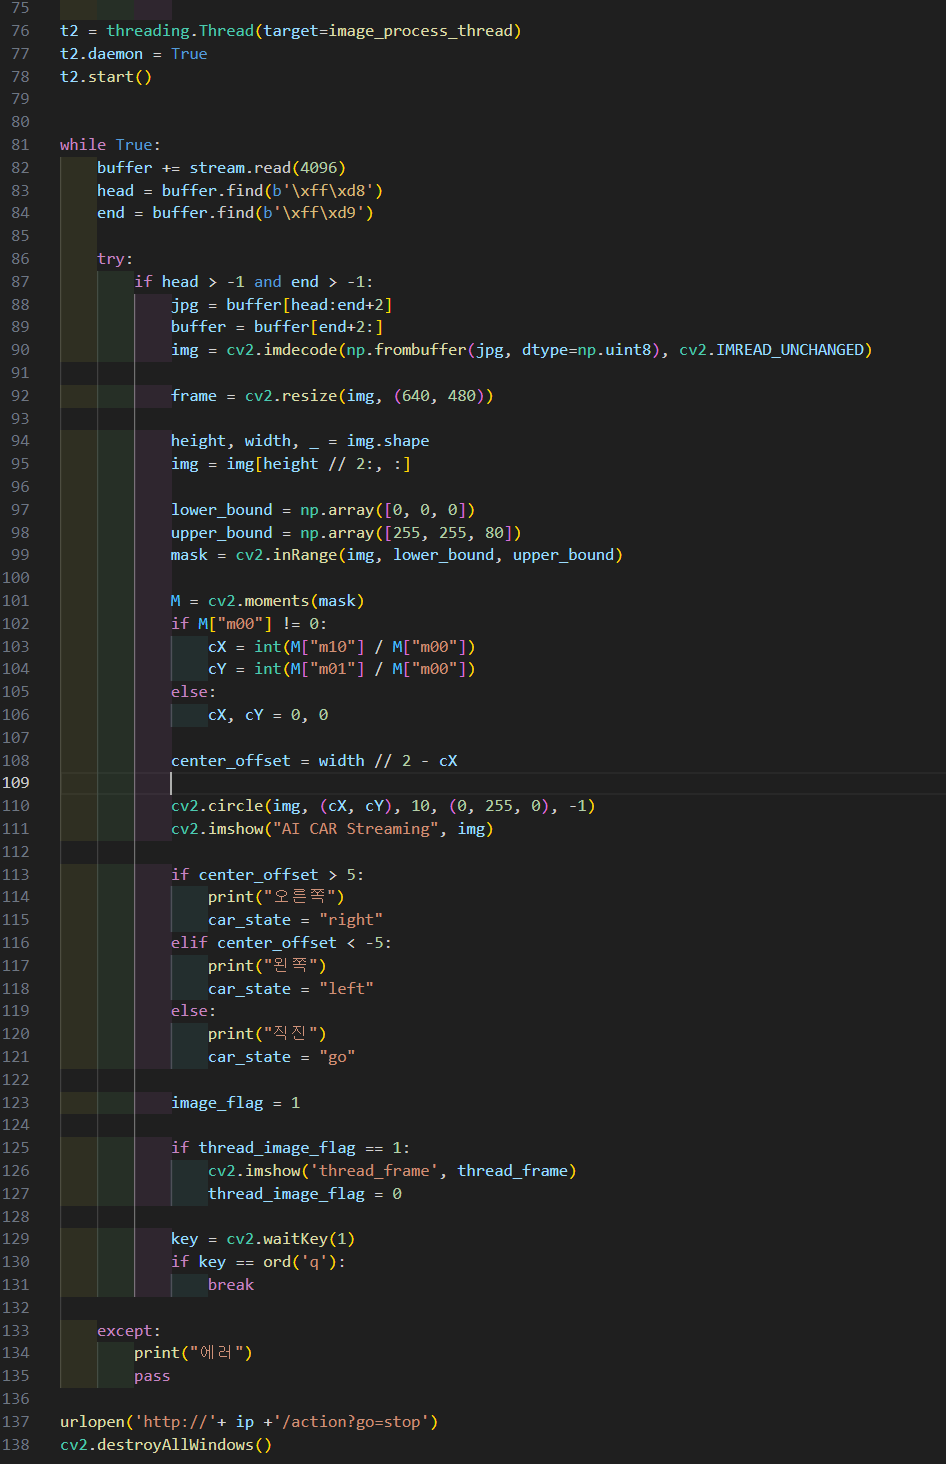 75
76 t2 = threading.Thread(target=image_process_thread)
77 t2.daemon = True
78 t2.start()
79
80
81 while True:
82     buffer += stream.read(4096)
83     head = buffer.find(b'\xff\xd8')
84     end = buffer.find(b'\xff\xd9')
85
86     try:
87         if head > -1 and end > -1:
88             jpg = buffer[head:end+2]
89             buffer = buffer[end+2:]
90             img = cv2.imdecode(np.frombuffer(jpg, dtype=np.uint8), cv2.IMREAD_UNCHANGED)
91
92             frame = cv2.resize(img, (640, 480))
93
94             height, width, _ = img.shape
95             img = img[height // 2:, :]
96
97             lower_bound = np.array([0, 0, 0])
98             upper_bound = np.array([255, 255, 80])
99             mask = cv2.inRange(img, lower_bound, upper_bound)
100
101             M = cv2.moments(mask)
102             if M["m00"] != 0:
103                 cX = int(M["m10"] / M["m00"])
104                 cY = int(M["m01"] / M["m00"])
105             else:
106                 cX, cY = 0, 0
107
108             center_offset = width // 2 - cX
109
110             cv2.circle(img, (cX, cY), 10, (0, 255, 0), -1)
111             cv2.imshow("AI CAR Streaming", img)
112
113             if center_offset > 5:
114                 print("오른쪽")
115                 car_state = "right"
116             elif center_offset < -5:
117                 print("왼쪽")
118                 car_state = "left"
119             else:
120                 print("직진")
121                 car_state = "go"
122
123             image_flag = 1
124
125             if thread_image_flag == 1:
126                 cv2.imshow('thread_frame', thread_frame)
127                 thread_image_flag = 0
128
129             key = cv2.waitKey(1)
130             if key == ord('q'):
131                 break
132
133     except:
134         print("에러")
135         pass
136
137 urlopen('http://'+ ip +'/action?go=stop')
138 cv2.destroyAllWindows()